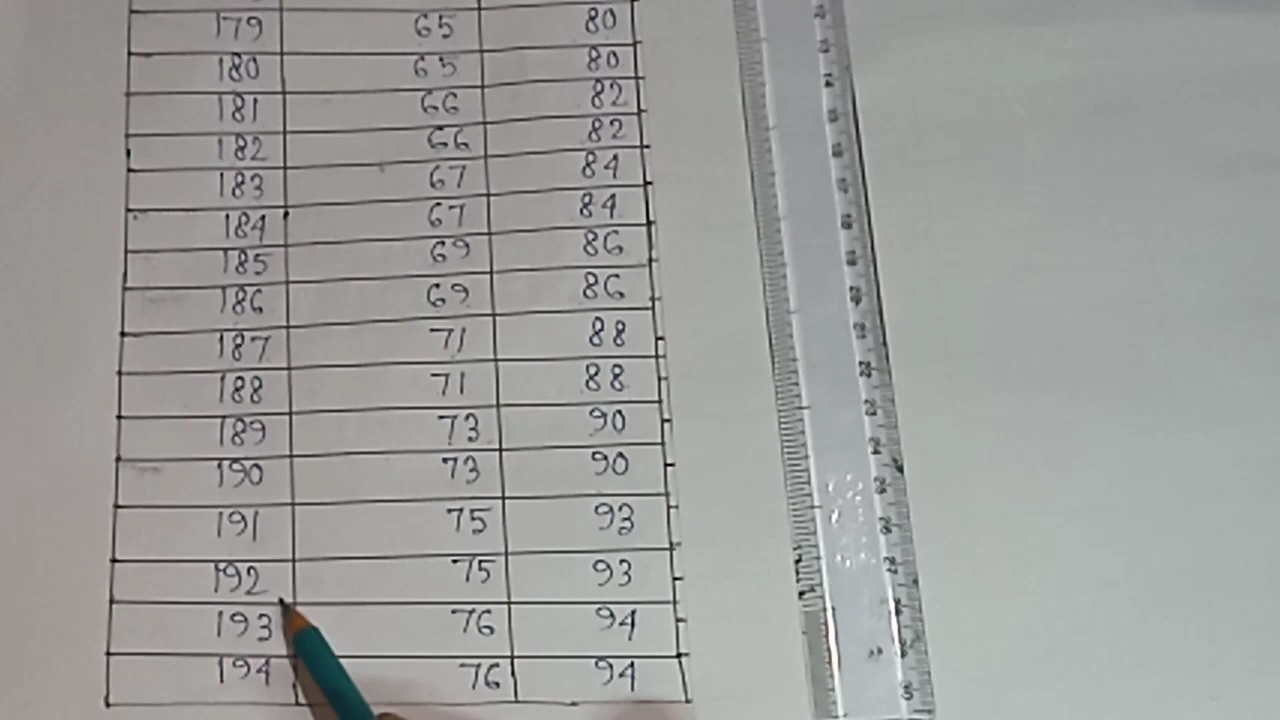 179 65 80
180 65 80
181 66 82
182 66 82
183 67 84
184 67 84
185 69 86
186 69 86
187 71 88
188 71 88
189 73 90
190 73 90
191 75 93
192 75 93
193 76 94
194 76 94